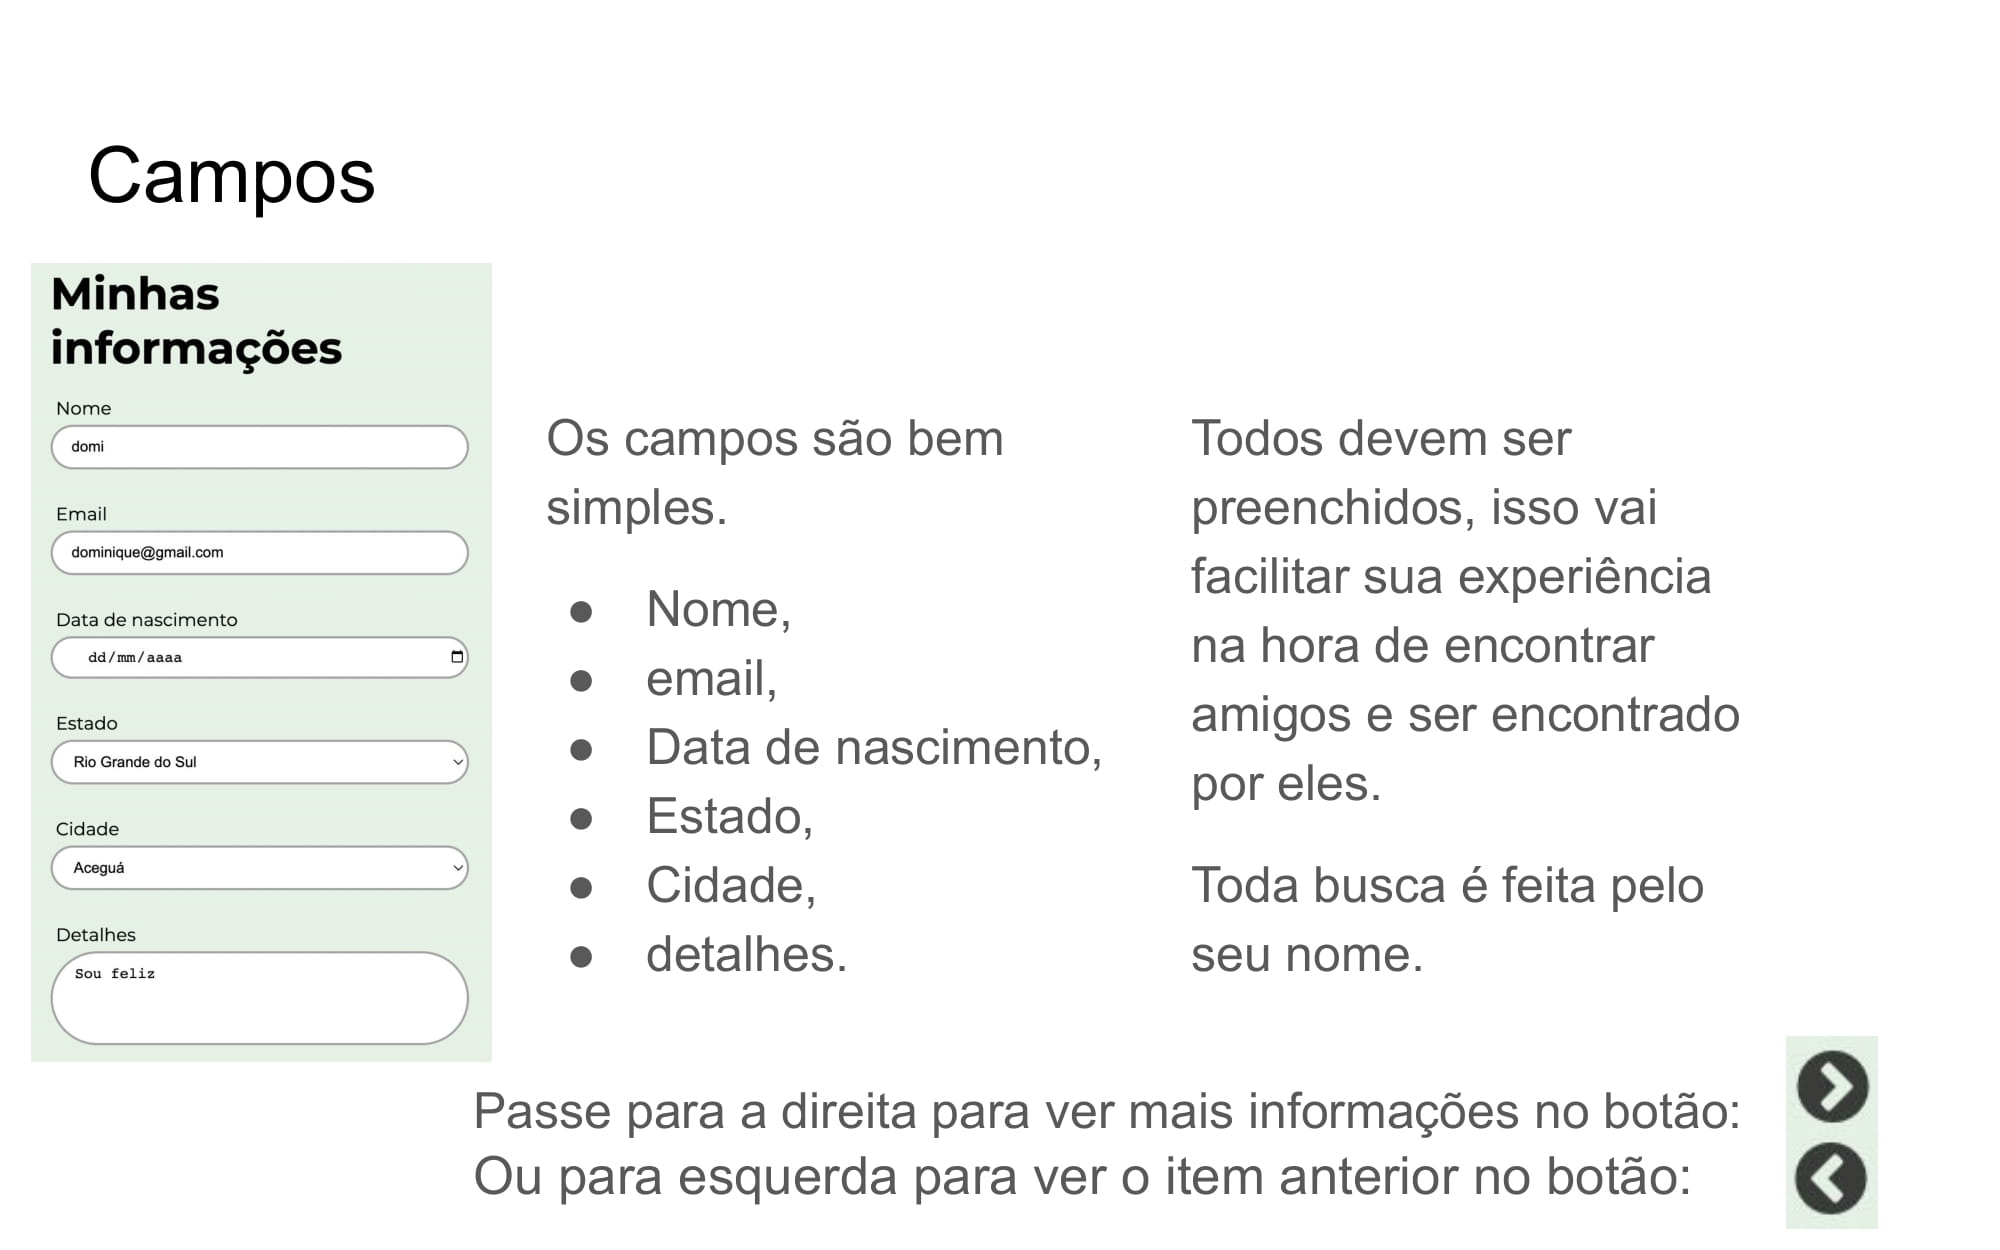 Campos
Minhas
informações
Nome
domi
Email
dominique@gmail.com
Data de nascimento
dd/mm/aaaa
Estado
Rio Grande do Sul
Cidade
Aceguá
Detalhes
Sou feliz
Os campos são bem
simples.
● Nome,
● email,
● Data de nascimento,
● Estado,
● Cidade,
● detalhes.
Todos devem ser
preenchidos, isso vai
facilitar sua experiência
na hora de encontrar
amigos e ser encontrado
por eles.
Toda busca é feita pelo
seu nome.
Passe para a direita para ver mais informações no botão:
Ou para esquerda para ver o item anterior no botão: